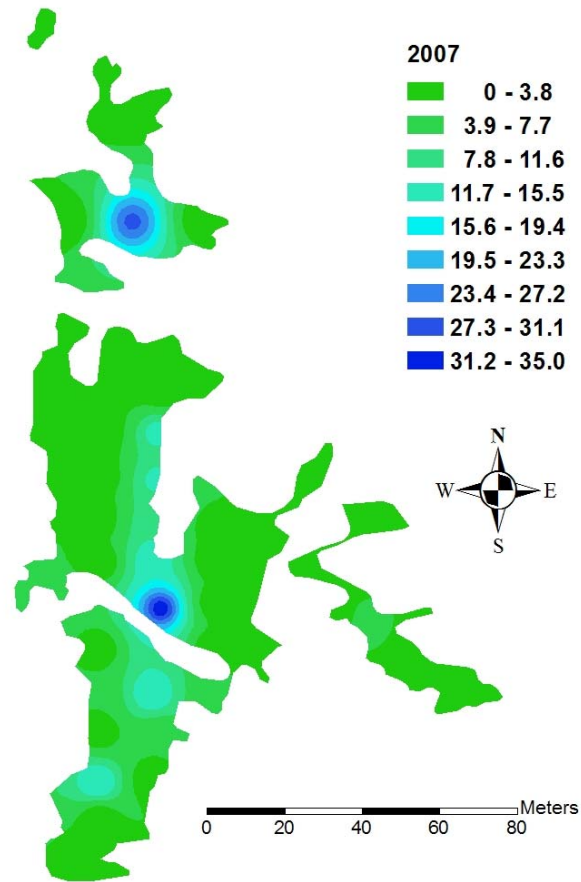 2007
0 - 3.8
3.9 - 7.7
7.8 - 11.6
11.7 - 15.5
15.6 - 19.4
19.5 - 23.3
23.4 - 27.2
27.3 - 31.1
31.2 - 35.0
N
W E
S
Meters
0 20 40 60 80